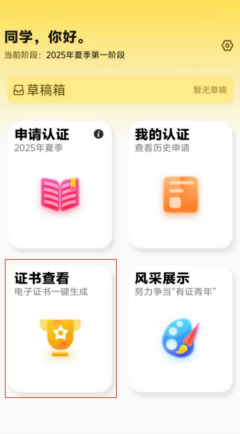 同学，你好。
当前阶段：2025年夏季第一阶段
草稿箱
暂无草稿
申请认证
2025年夏季
我的认证
查看历史申请
证书查看
电子证书一键生成
风采展示
努力争当“有证青年”